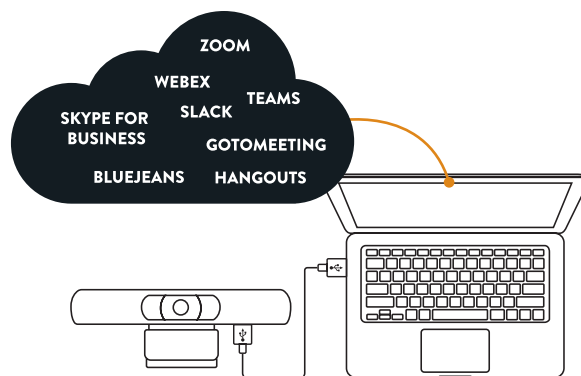 ZOOM
WEBEX
TEAMS
SLACK
SKYPE FOR
BUSINESS
GOTOMEETING
BLUEJEANS
HANGOUTS